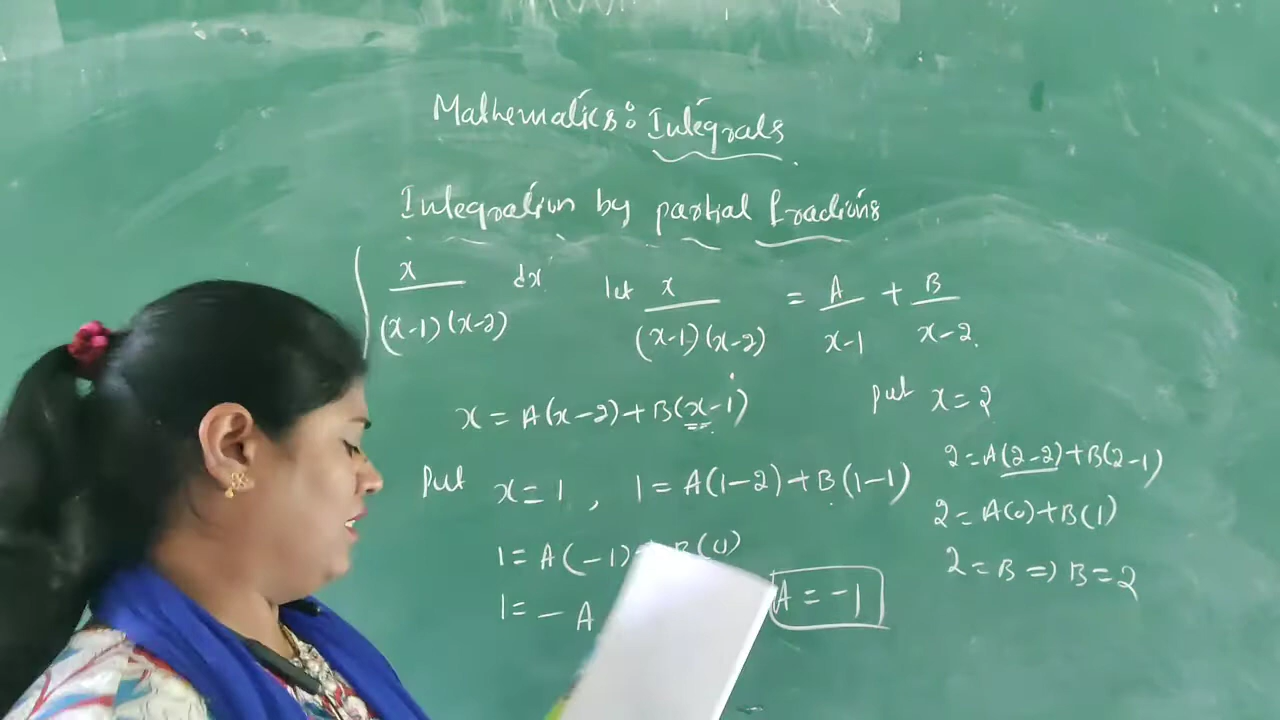 Mathematics: Integrals
Integration by partial fractions
∫ x/(x-1)(x-2) dx let x/(x-1)(x-2) = A/x-1 + B/x-2
x = A(x-2)+B(x-1)
put x=2
Put x=1, 1=A(1-2)+B(1-1)
2=A(2-2)+B(2-1)
1=A(-1) B(0)
2=A(0)+B(1)
1=-A A=-1
2=B⇒B=2